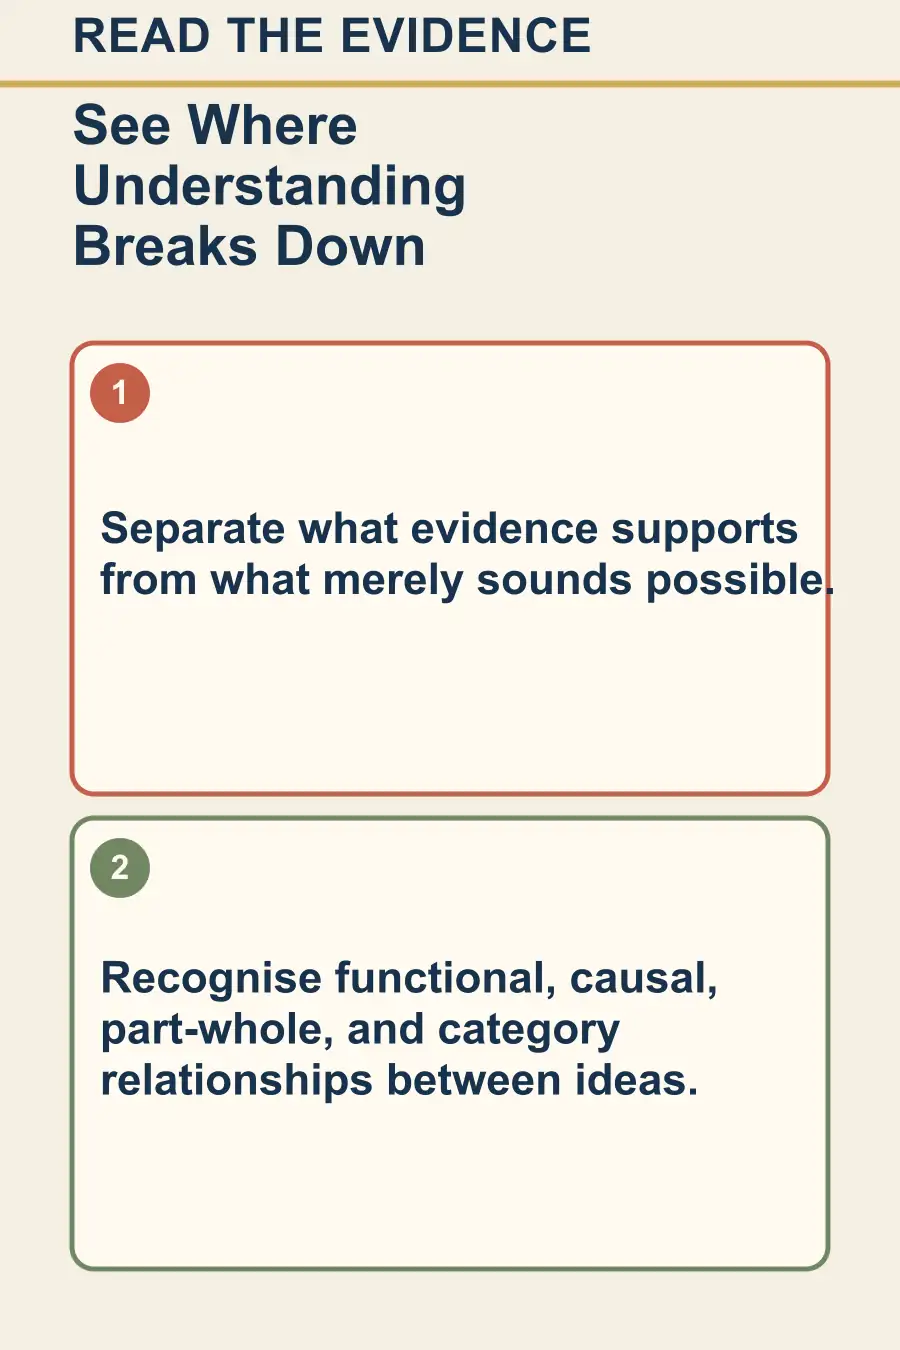 READ THE EVIDENCE
See Where
Understanding
Breaks Down
1
Separate what evidence supports
from what merely sounds possible.
2
Recognise functional, causal,
part-whole, and category
relationships between ideas.